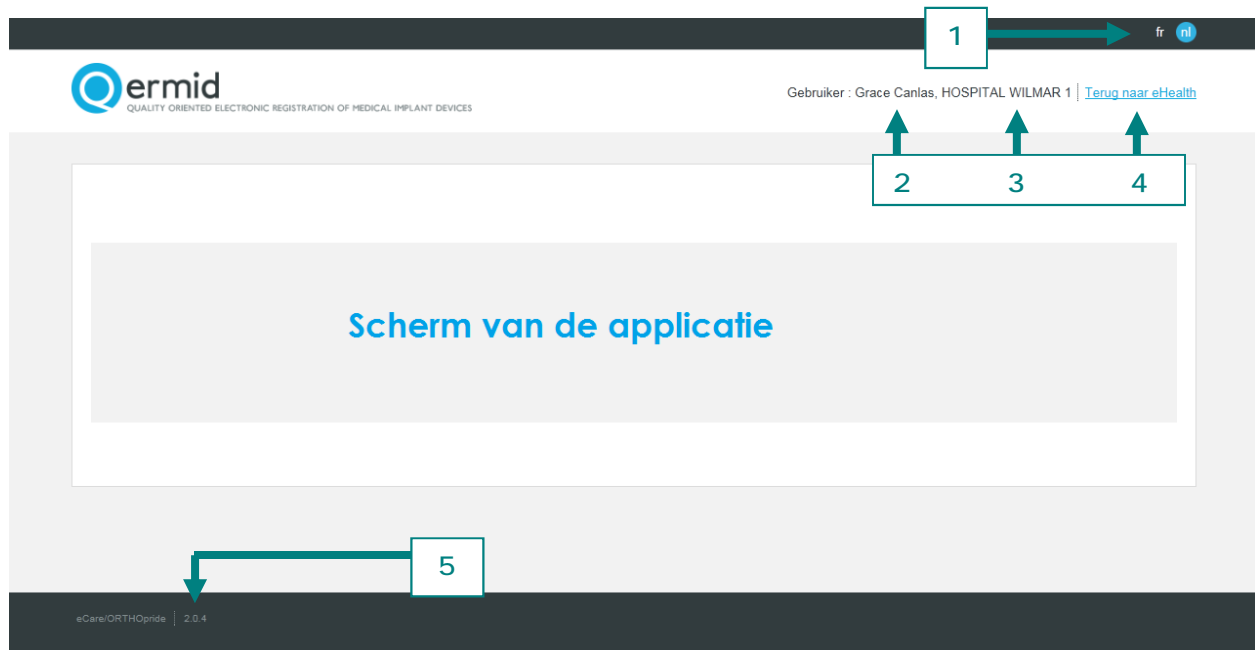 1
fr nl
Qermid
QUALITY ORIENTED ELECTRONIC REGISTRATION OF MEDICAL IMPLANT DEVICES
Gebruiker : Grace Canlas, HOSPITAL WILMAR 1 Terug naar eHealth
2 3 4
Scherm van de applicatie
5
eCare/ORTHOpride 2.0.4